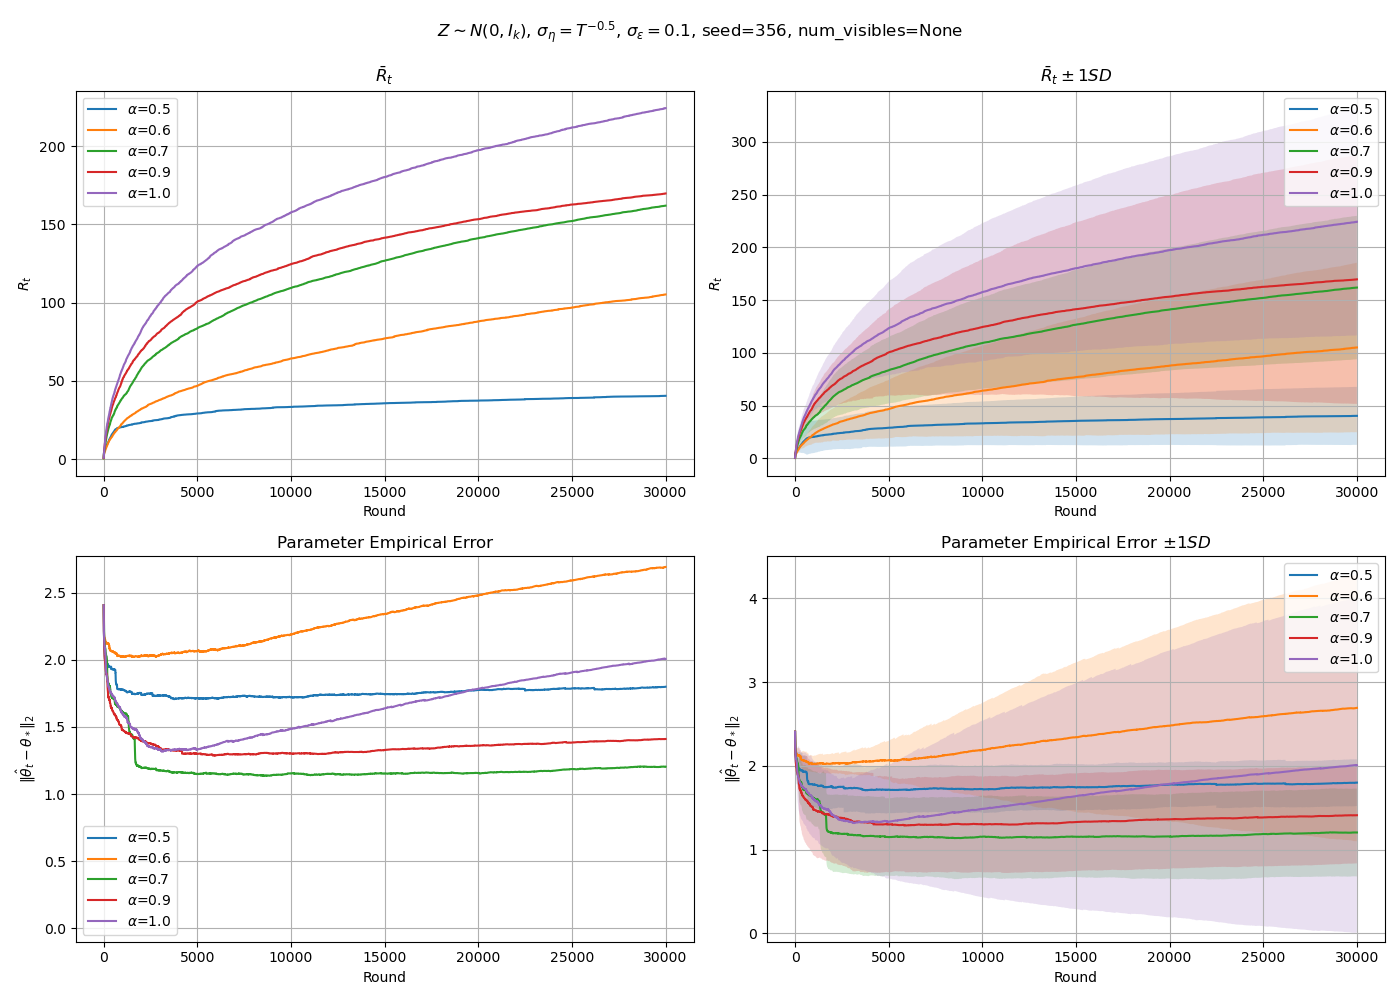 Z ∼ N(0, I_k), σ_η = T^{−0.5}, σ_ε = 0.1, seed=356, num_visibles=None
R̄_t
R_t
200
150
100
50
0
α=0.5
α=0.6
α=0.7
α=0.9
α=1.0
0 5000 10000 15000 20000 25000 30000
Round
R̄_t ± 1SD
R_t
350
300
250
200
150
100
50
0
α=0.5
α=0.6
α=0.7
α=0.9
α=1.0
0 5000 10000 15000 20000 25000 30000
Round
Parameter Empirical Error
‖θ̂_t − θ_*‖_2
2.5
2.0
1.5
1.0
0.5
0.0
α=0.5
α=0.6
α=0.7
α=0.9
α=1.0
0 5000 10000 15000 20000 25000 30000
Round
Parameter Empirical Error ±1SD
‖θ̂_t − θ_*‖_2
4
3
2
1
0
α=0.5
α=0.6
α=0.7
α=0.9
α=1.0
0 5000 10000 15000 20000 25000 30000
Round